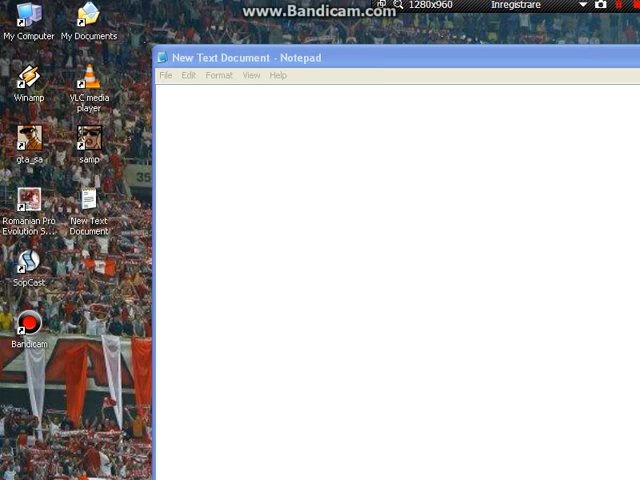 www.Bandicam.com
1280x960
Inregistrare
My Computer
My Documents
New Text Document - Notepad
File Edit Format View Help
Winamp
VLC media
player
gta_sa
samp
Romanian Pro
Evolution S...
New Text
Document
SopCast
Bandicam
35